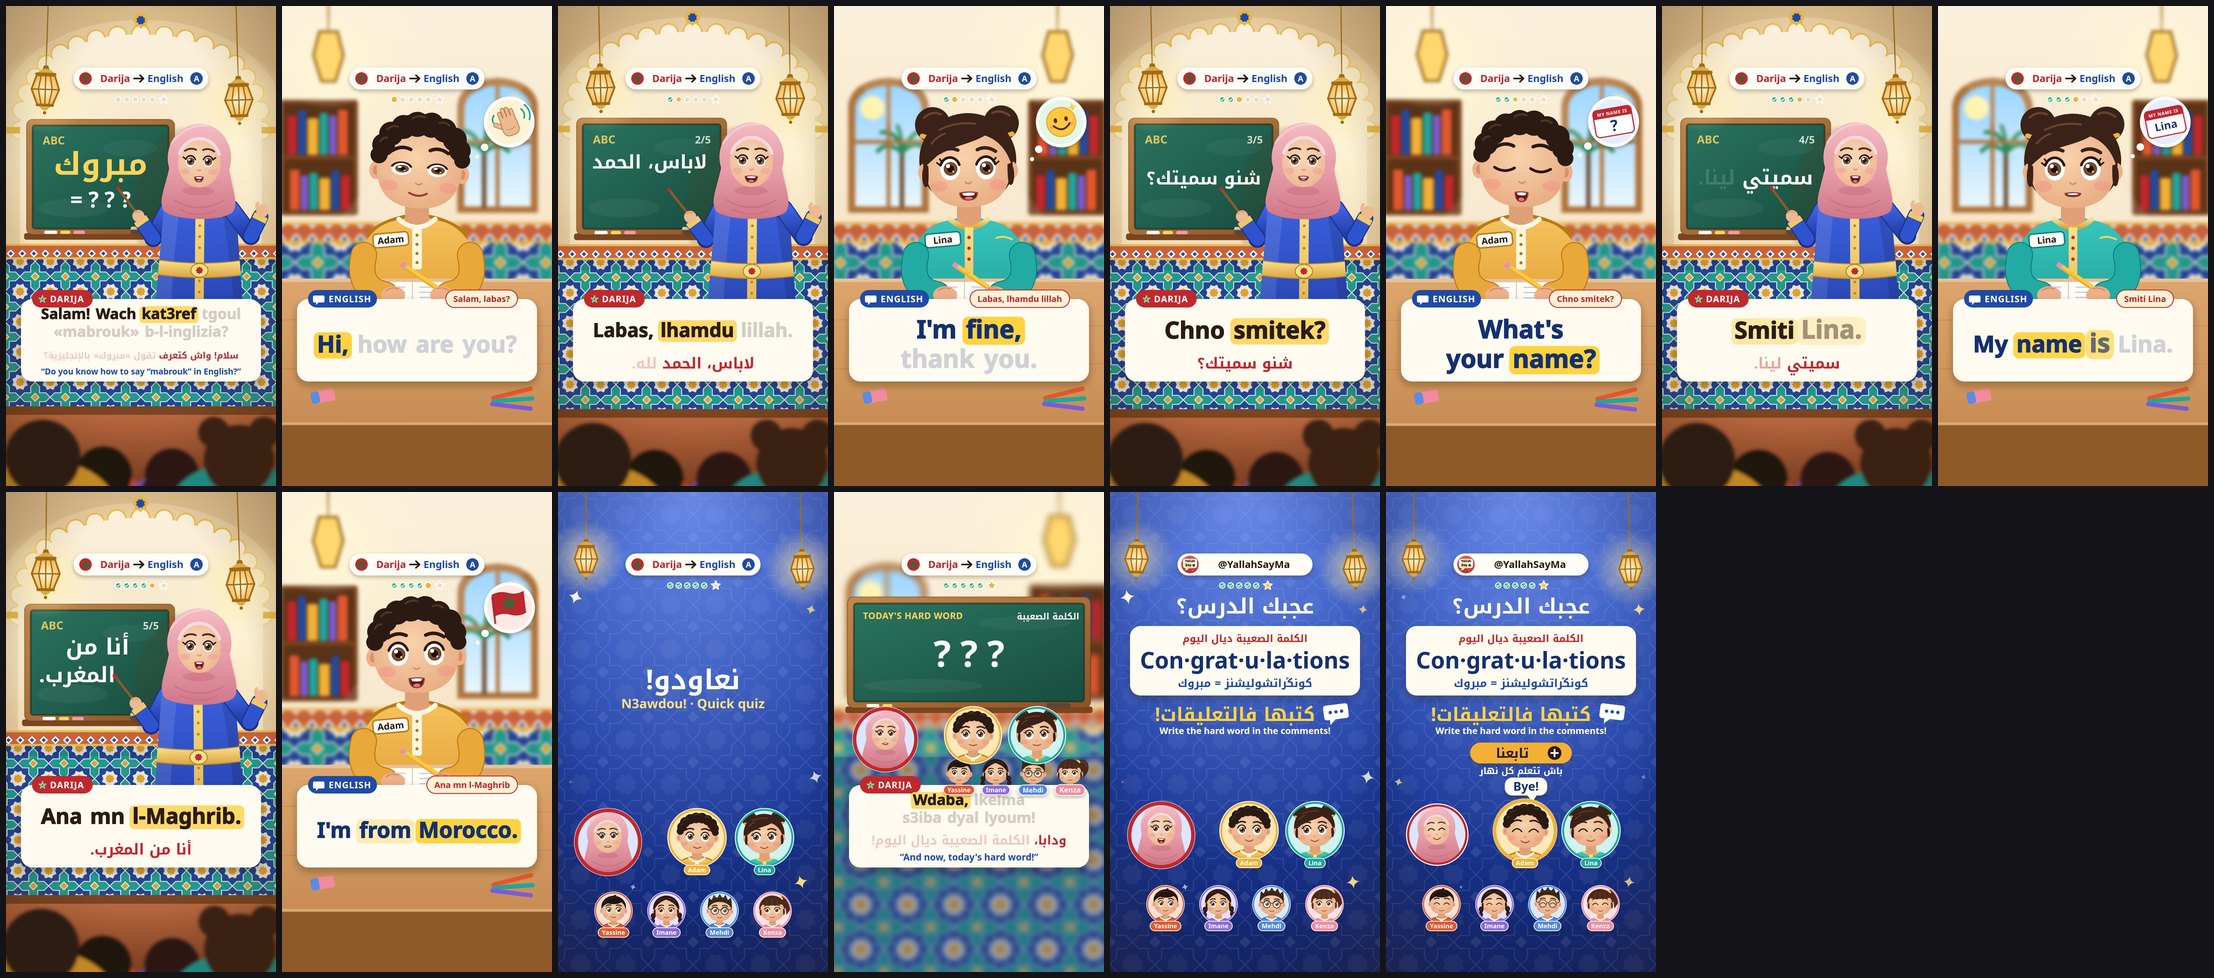 Darija → English A
ABC
مبروك
= ? ? ?
DARIJA
Salam! Wach kat3ref tgoul
«mabrouk» b-l-inglizia?
سلام! واش كتعرف تقول «مبروك» بالإنجليزية؟
"Do you know how to say "mabrouk" in English?"
Darija → English A
Adam
ENGLISH
Salam, labas?
Hi, how are you?
Darija → English A
ABC 2/5
لاباس، الحمد
DARIJA
Labas, lhamdu lillah.
لاباس، الحمد لله.
Darija → English A
Lina
ENGLISH
Labas, lhamdu lillah
I'm fine,
thank you.
Darija → English A
ABC 3/5
شنو سميتك؟
DARIJA
Chno smitek?
شنو سميتك؟
Darija → English A
MY NAME IS
?
Adam
ENGLISH
Chno smitek?
What's
your name?
Darija → English A
ABC 4/5
سميتي لينا.
DARIJA
Smiti Lina.
سميتي لينا.
Darija → English A
MY NAME IS
Lina
Lina
ENGLISH
Smiti Lina
My name is Lina.
Darija → English A
ABC 5/5
أنا من
المغرب.
DARIJA
Ana mn l-Maghrib.
أنا من المغرب.
Darija → English A
Adam
ENGLISH
Ana mn l-Maghrib
I'm from Morocco.
Darija → English A
نعاودو!
N3awdou! · Quick quiz
Adam
Lina
Yassine
Imane
Mehdi
Kenza
Darija → English A
TODAY'S HARD WORD
الكلمة الصعيبة
? ? ?
Yassine
Imane
Mehdi
Kenza
DARIJA
Wdaba, lkelma
s3iba dyal lyoum!
ودابا، الكلمة الصعيبة ديال اليوم!
"And now, today's hard word!"
@YallahSayMa
عجبك الدرس؟
الكلمة الصعيبة ديال اليوم
Con·grat·u·la·tions
كونݣراتشوليشنز = مبروك
كتبها فالتعليقات!
Write the hard word in the comments!
Adam
Lina
Yassine
Imane
Mehdi
Kenza
@YallahSayMa
عجبك الدرس؟
الكلمة الصعيبة ديال اليوم
Con·grat·u·la·tions
كونݣراتشوليشنز = مبروك
كتبها فالتعليقات!
Write the hard word in the comments!
تابعنا
باش تتعلم كل نهار
Bye!
Adam
Lina
Yassine
Imane
Mehdi
Kenza